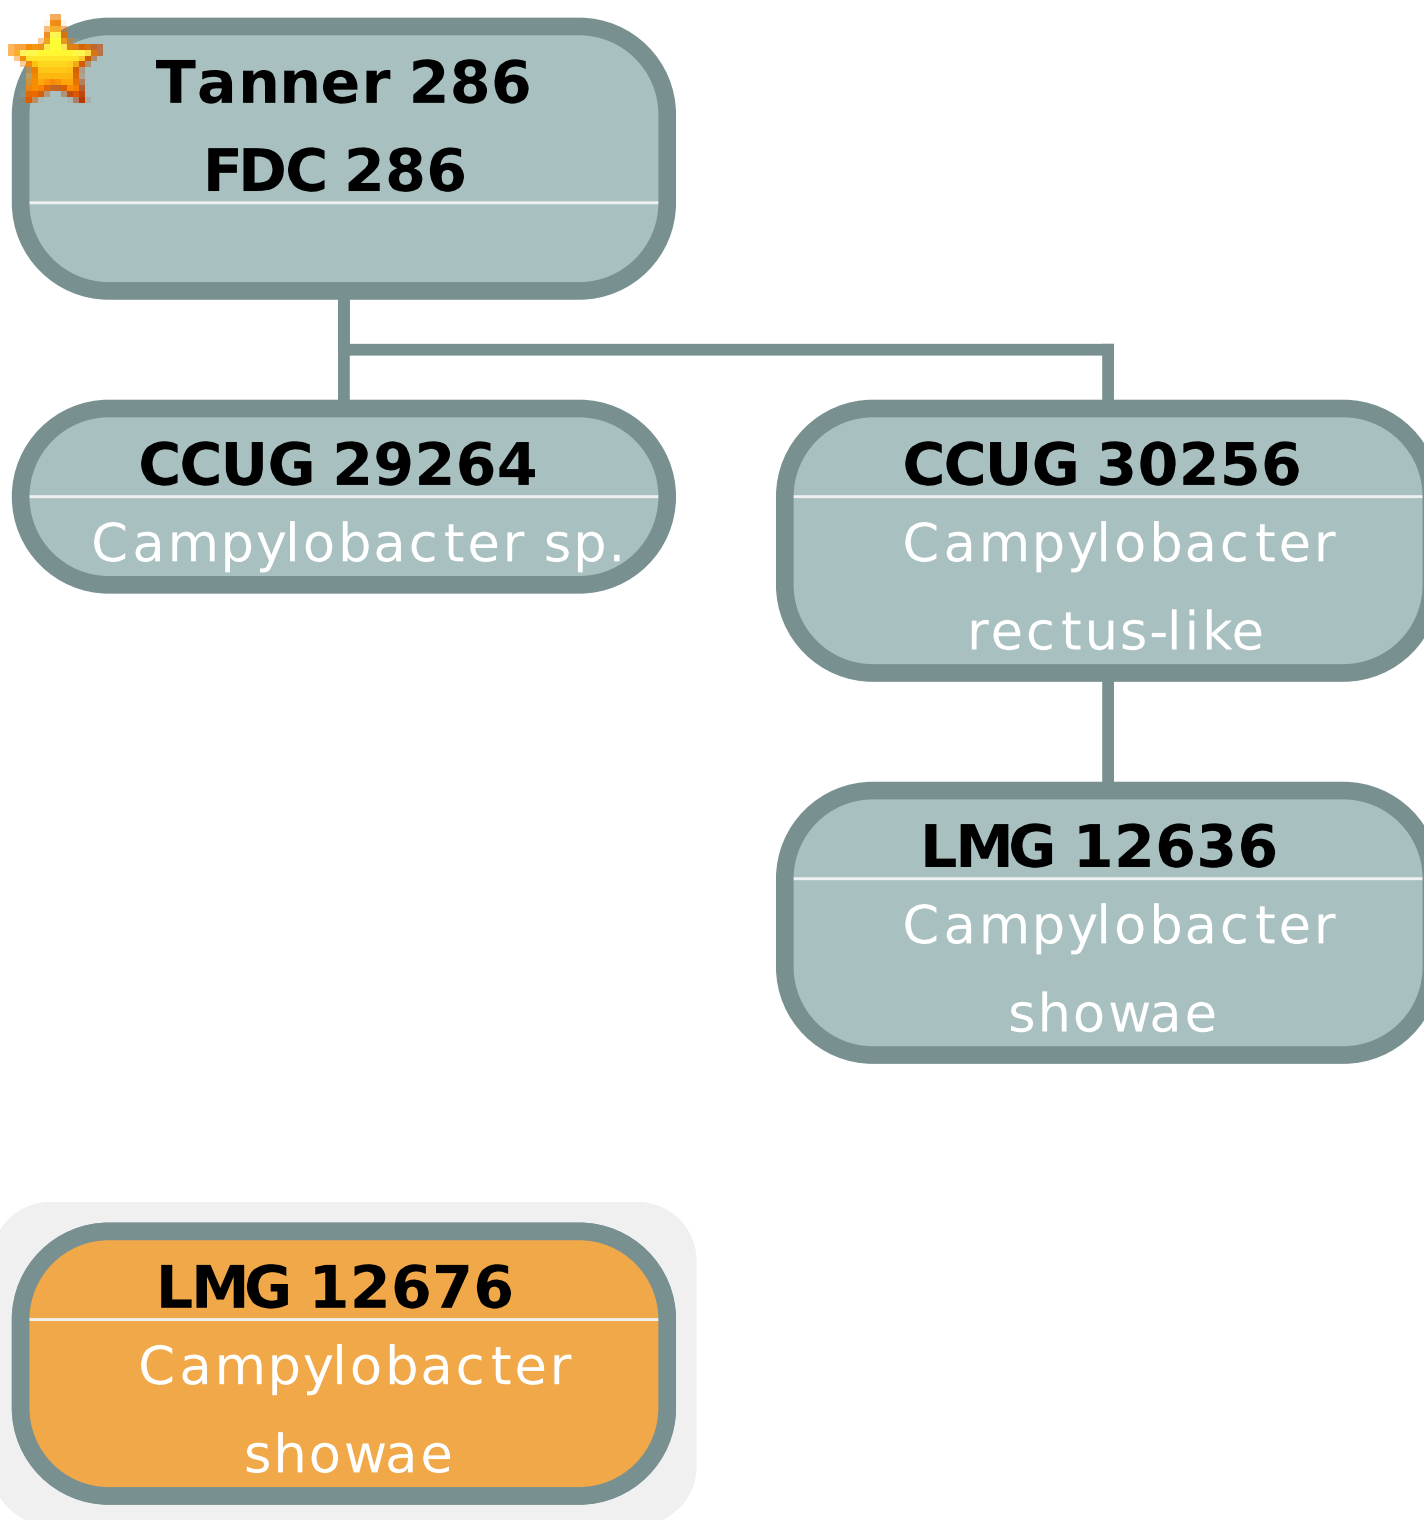 Tanner 286
FDC 286
CCUG 29264
Campylobacter sp.
CCUG 30256
Campylobacter
rectus-like
LMG 12636
Campylobacter
showae
LMG 12676
Campylobacter
showae